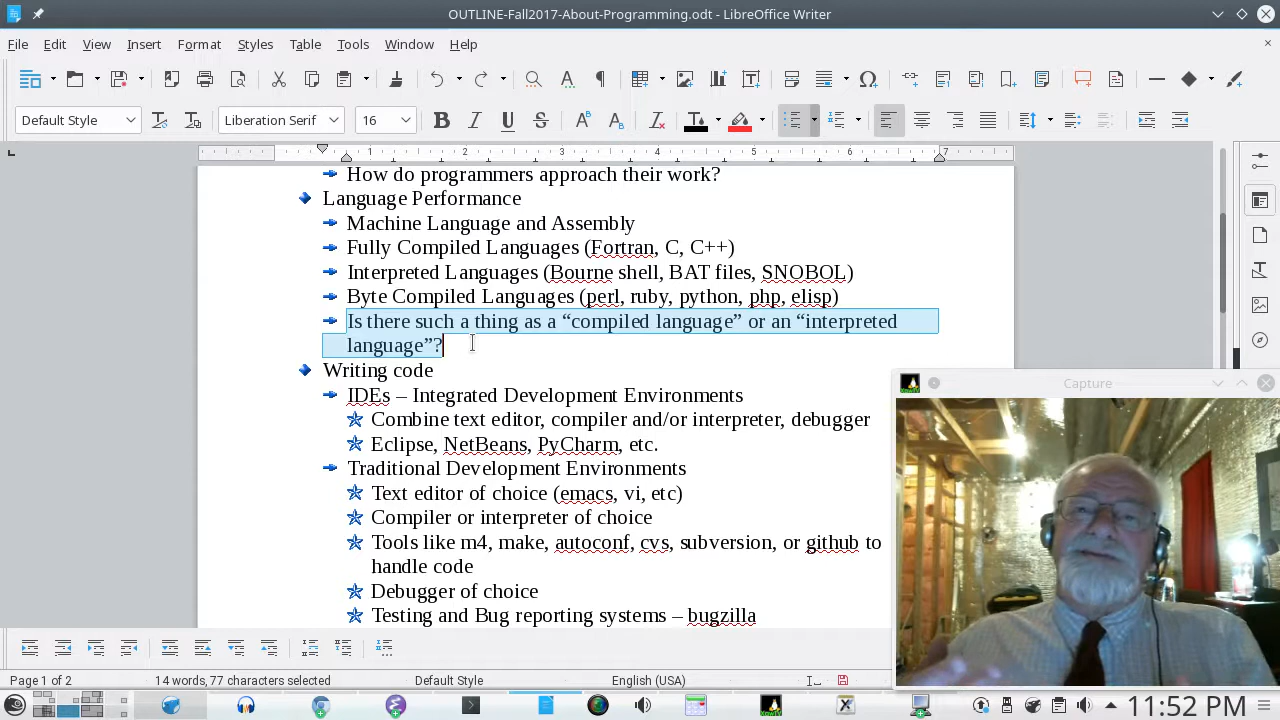 OUTLINE-Fall2017-About-Programming.odt - LibreOffice Writer
File Edit View Insert Format Styles Table Tools Window Help
Default Style Liberation Serif 16
1 2 3 4 5 6 7
How do programmers approach their work?
Language Performance
Machine Language and Assembly
Fully Compiled Languages (Fortran, C, C++)
Interpreted Languages (Bourne shell, BAT files, SNOBOL)
Byte Compiled Languages (perl, ruby, python, php, elisp)
Is there such a thing as a “compiled language” or an “interpreted
language”?
Writing code
IDEs – Integrated Development Environments
Combine text editor, compiler and/or interpreter, debugger
Eclipse, NetBeans, PyCharm, etc.
Traditional Development Environments
Text editor of choice (emacs, vi, etc)
Compiler or interpreter of choice
Tools like m4, make, autoconf, cvs, subversion, or github to
handle code
Debugger of choice
Testing and Bug reporting systems – bugzilla
Capture
Page 1 of 2 14 words, 77 characters selected Default Style English (USA)
11:52 PM